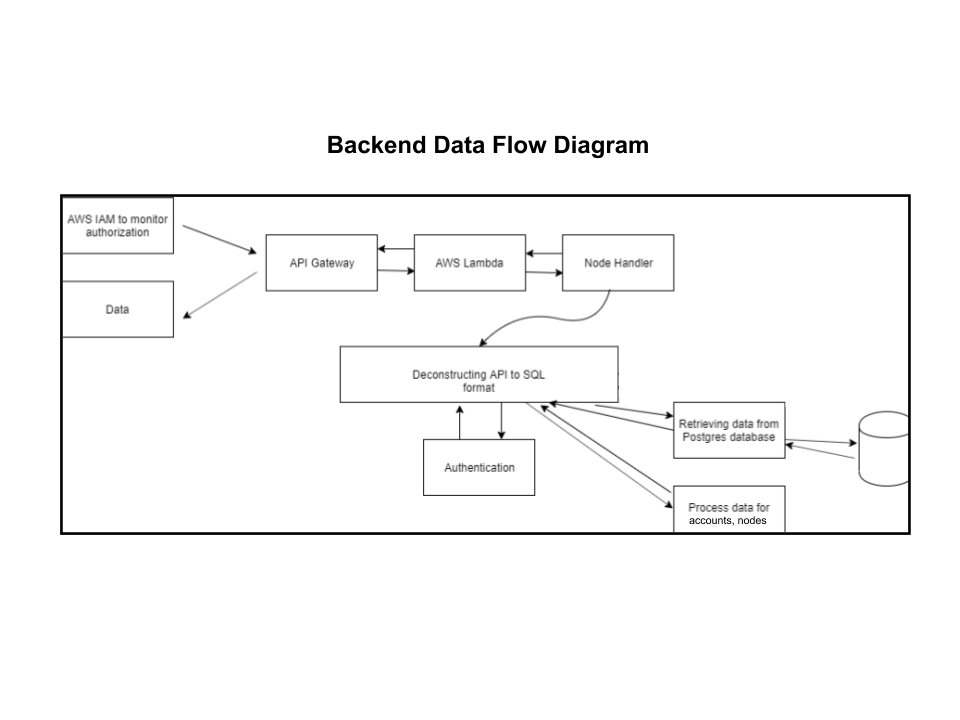 Backend Data Flow Diagram
AWS IAM to monitor
authorization
API Gateway
AWS Lambda
Node Handler
Data
Deconstructing API to SQL
format
Retrieving data from
Postgres database
Authentication
Process data for
accounts, nodes